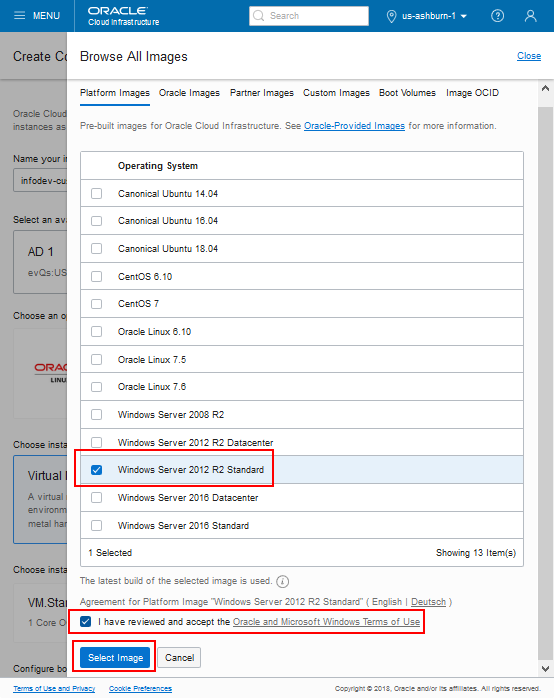 MENU
ORACLE
Cloud Infrastructure
Search
us-ashburn-1
Create Co
Browse All Images
Close
Platform Images Oracle Images Partner Images Custom Images Boot Volumes Image OCID
Oracle Cloud
instances as
Pre-built images for Oracle Cloud Infrastructure. See Oracle-Provided Images for more information.
Name your in
infodev-cus
Select an ava
AD 1
evQs:US
Choose an op
ORAC
LINU
Choose insta
Virtual
A virtual
environm
metal har
Choose insta
VM.Stan
1 Core O
Configure bo
Operating System
Canonical Ubuntu 14.04
Canonical Ubuntu 16.04
Canonical Ubuntu 18.04
CentOS 6.10
CentOS 7
Oracle Linux 6.10
Oracle Linux 7.5
Oracle Linux 7.6
Windows Server 2008 R2
Windows Server 2012 R2 Datacenter
Windows Server 2012 R2 Standard
Windows Server 2016 Datacenter
Windows Server 2016 Standard
1 Selected Showing 13 Item(s)
The latest build of the selected image is used.
Agreement for Platform Image "Windows Server 2012 R2 Standard" ( English | Deutsch )
I have reviewed and accept the Oracle and Microsoft Windows Terms of Use
Select Image Cancel
Terms of Use and Privacy Cookie Preferences Copyright © 2018, Oracle and/or its affiliates. All rights reserved.